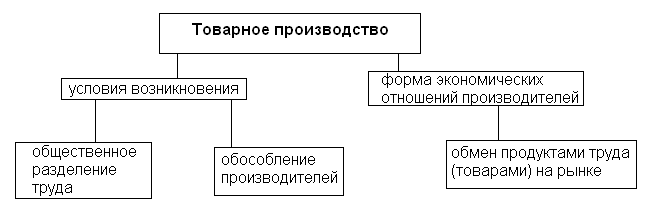 Товарное производство
условия возникновения
форма экономических
отношений производителей
общественное
разделение
труда
обособление
производителей
обмен продуктами труда
(товарами) на рынке